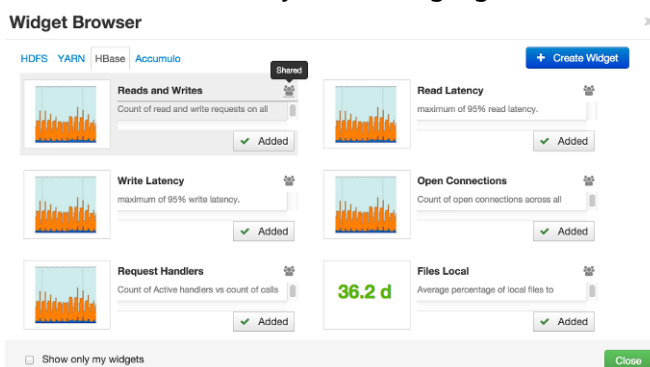 Widget Browser
HDFS YARN HBase Accumulo
+ Create Widget
Shared
Reads and Writes
Count of read and write requests on all
Added
Read Latency
maximum of 95% read latency.
Added
Write Latency
maximum of 95% write latency.
Added
Open Connections
Count of open connections across all
Added
Request Handlers
Count of Active handlers vs count of calls
Added
36.2 d
Files Local
Average percentage of local files to
Added
Show only my widgets
Close